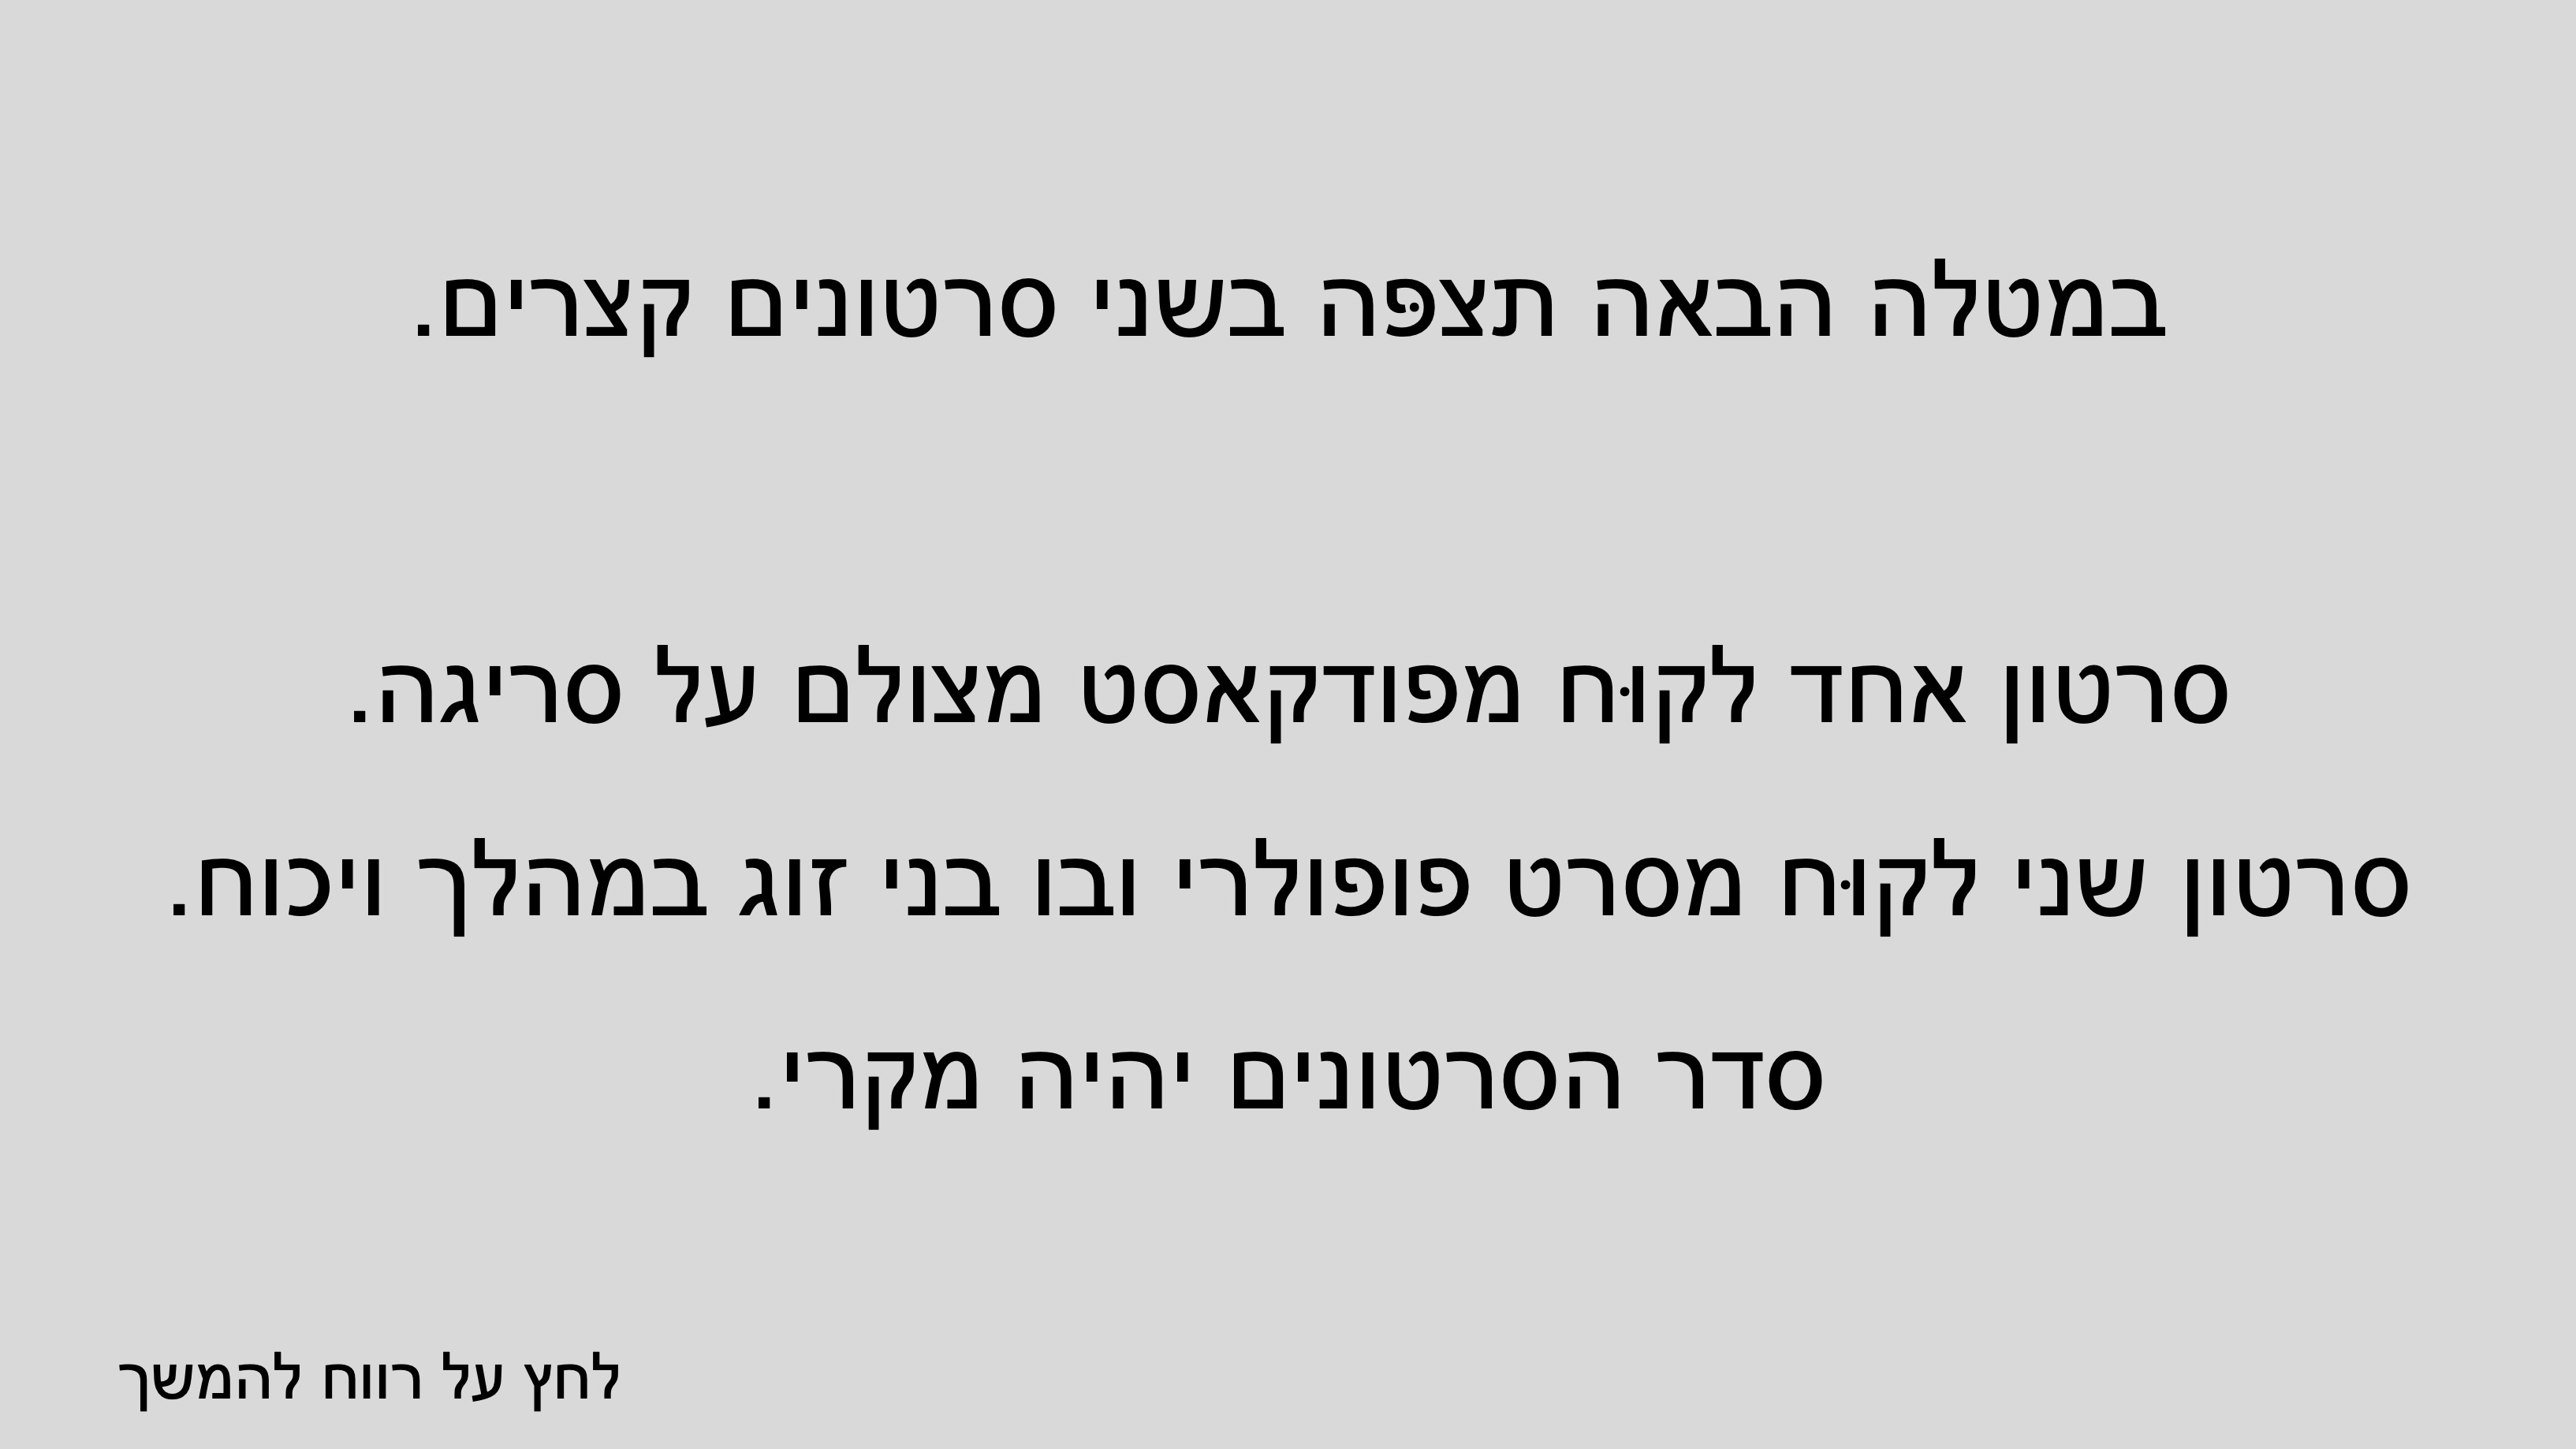 במטלה הבאה תצפּה בשני סרטונים קצרים.
סרטון אחד לקוּח מפודקאסט מצולם על סריגה.
סרטון שני לקוּח מסרט פופולרי ובו בני זוג במהלך ויכוח.
סדר הסרטונים יהיה מקרי.
לחץ על רווח להמשך